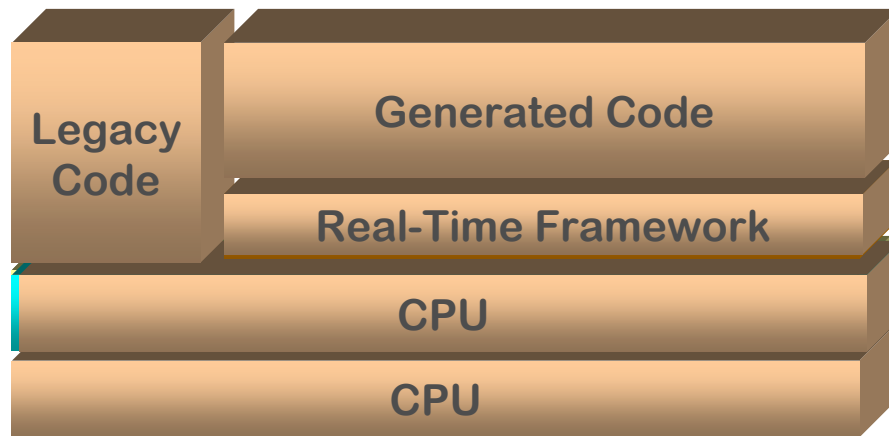 Legacy
Code
Generated Code
Real-Time Framework
CPU
CPU